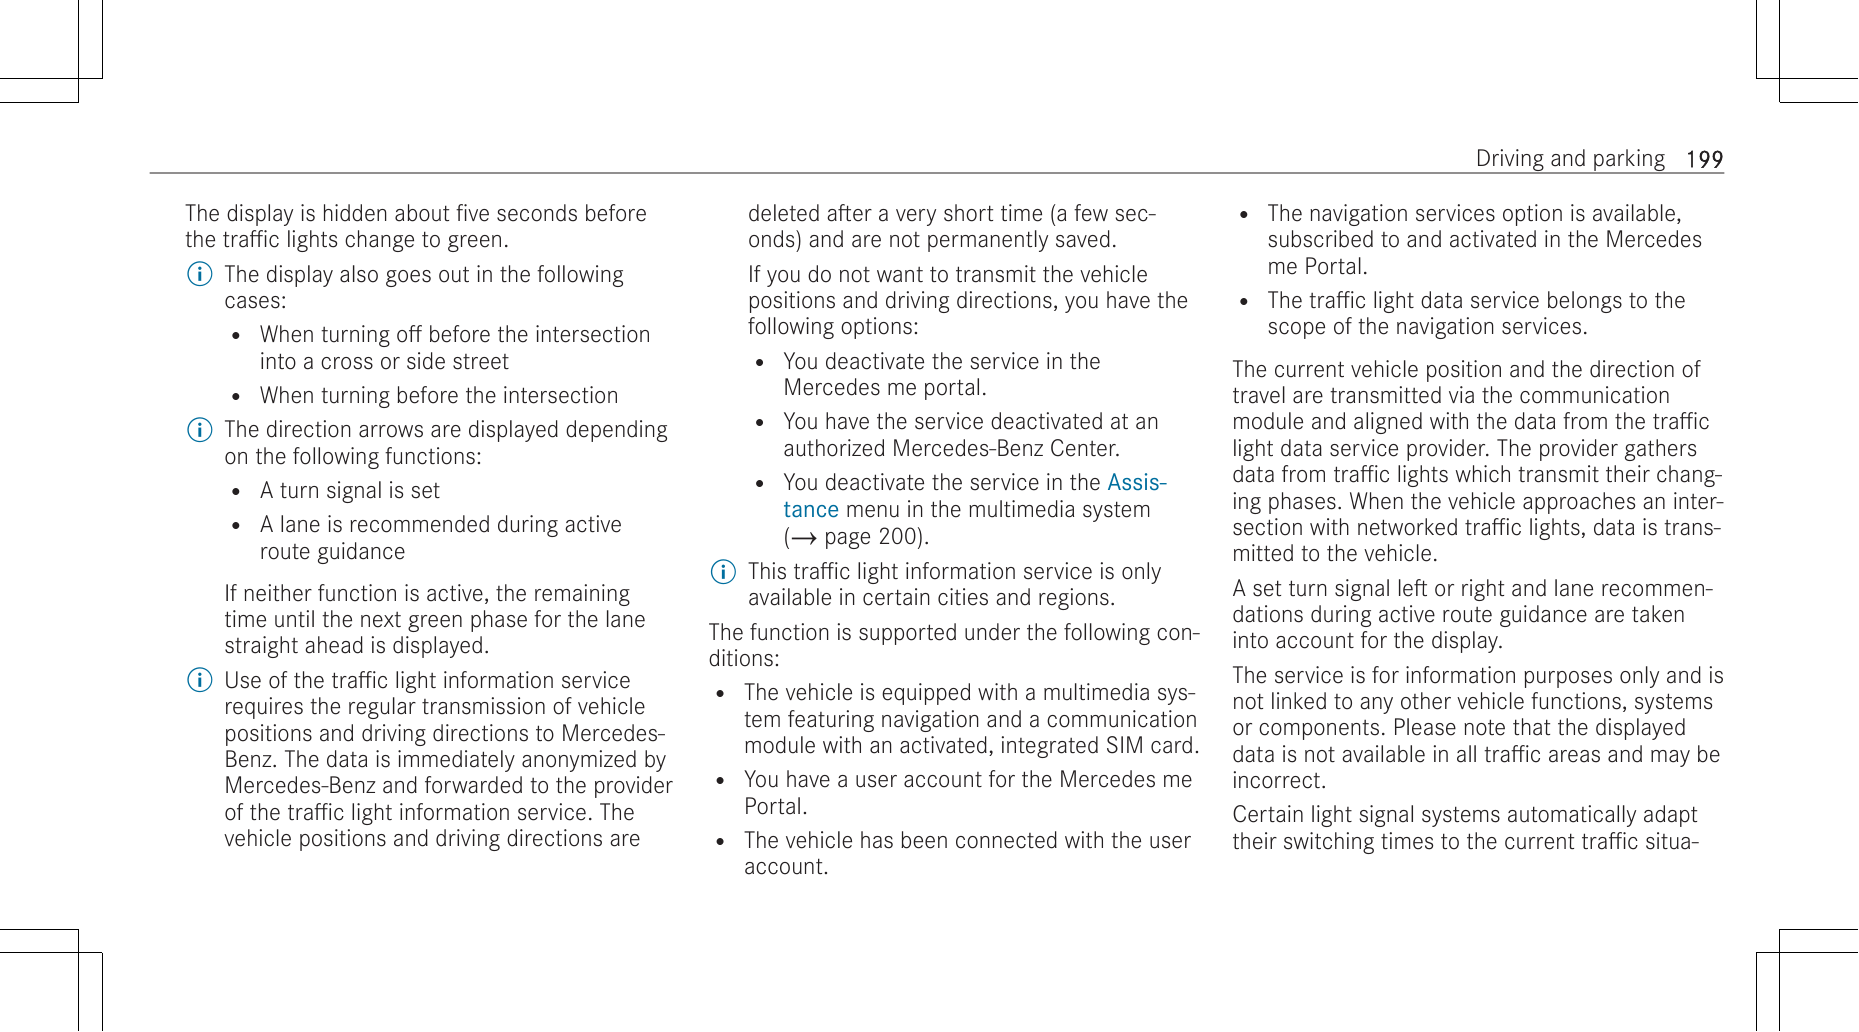 Driving and parking 199
The display is hidden about five seconds before
the traffic lights change to green.
The display also goes out in the following
cases:
• When turning off before the intersection
into a cross or side street
• When turning before the intersection
The direction arrows are displayed depending
on the following functions:
• A turn signal is set
• A lane is recommended during active
route guidance
If neither function is active, the remaining
time until the next green phase for the lane
straight ahead is displayed.
Use of the traffic light information service
requires the regular transmission of vehicle
positions and driving directions to Mercedes-
Benz. The data is immediately anonymized by
Mercedes-Benz and forwarded to the provider
of the traffic light information service. The
vehicle positions and driving directions are
deleted after a very short time (a few sec-
onds) and are not permanently saved.
If you do not want to transmit the vehicle
positions and driving directions, you have the
following options:
• You deactivate the service in the
Mercedes me portal.
• You have the service deactivated at an
authorized Mercedes-Benz Center.
• You deactivate the service in the Assis-
tance menu in the multimedia system
(→ page 200).
This traffic light information service is only
available in certain cities and regions.
The function is supported under the following con-
ditions:
• The vehicle is equipped with a multimedia sys-
tem featuring navigation and a communication
module with an activated, integrated SIM card.
• You have a user account for the Mercedes me
Portal.
• The vehicle has been connected with the user
account.
• The navigation services option is available,
subscribed to and activated in the Mercedes
me Portal.
• The traffic light data service belongs to the
scope of the navigation services.
The current vehicle position and the direction of
travel are transmitted via the communication
module and aligned with the data from the traffic
light data service provider. The provider gathers
data from traffic lights which transmit their chang-
ing phases. When the vehicle approaches an inter-
section with networked traffic lights, data is trans-
mitted to the vehicle.
A set turn signal left or right and lane recommen-
dations during active route guidance are taken
into account for the display.
The service is for information purposes only and is
not linked to any other vehicle functions, systems
or components. Please note that the displayed
data is not available in all traffic areas and may be
incorrect.
Certain light signal systems automatically adapt
their switching times to the current traffic situa-